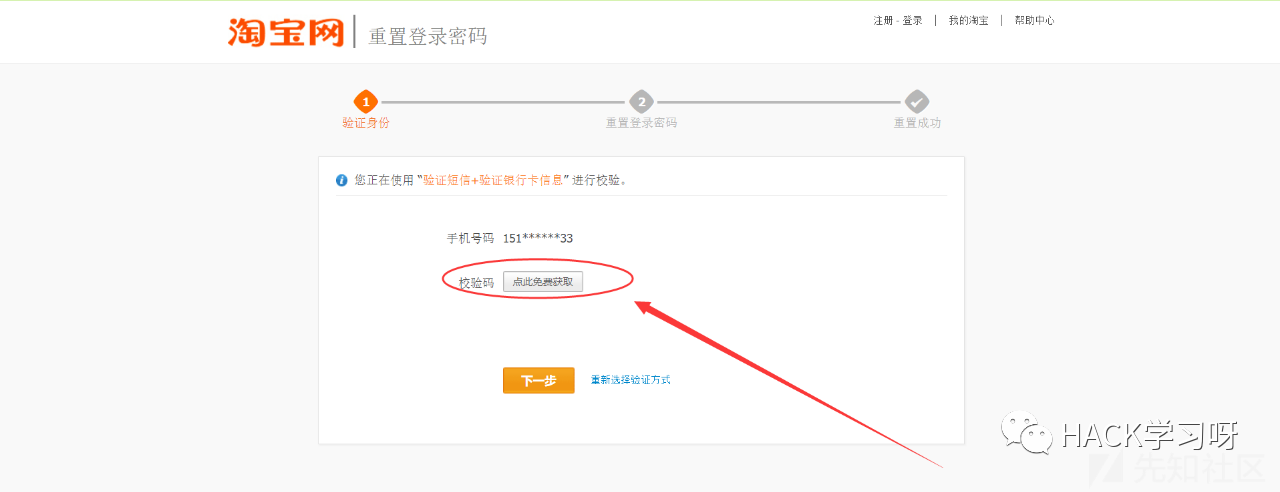 淘宝网 重置登录密码 注册 - 登录 | 我的淘宝 | 帮助中心
1 2
验证身份 重置登录密码 重置成功
i 您正在使用 “验证短信+验证银行卡信息” 进行校验。
手机号码 151******33
校验码 点此免费获取
下一步 重新选择验证方式
HACK学习呀
先知社区